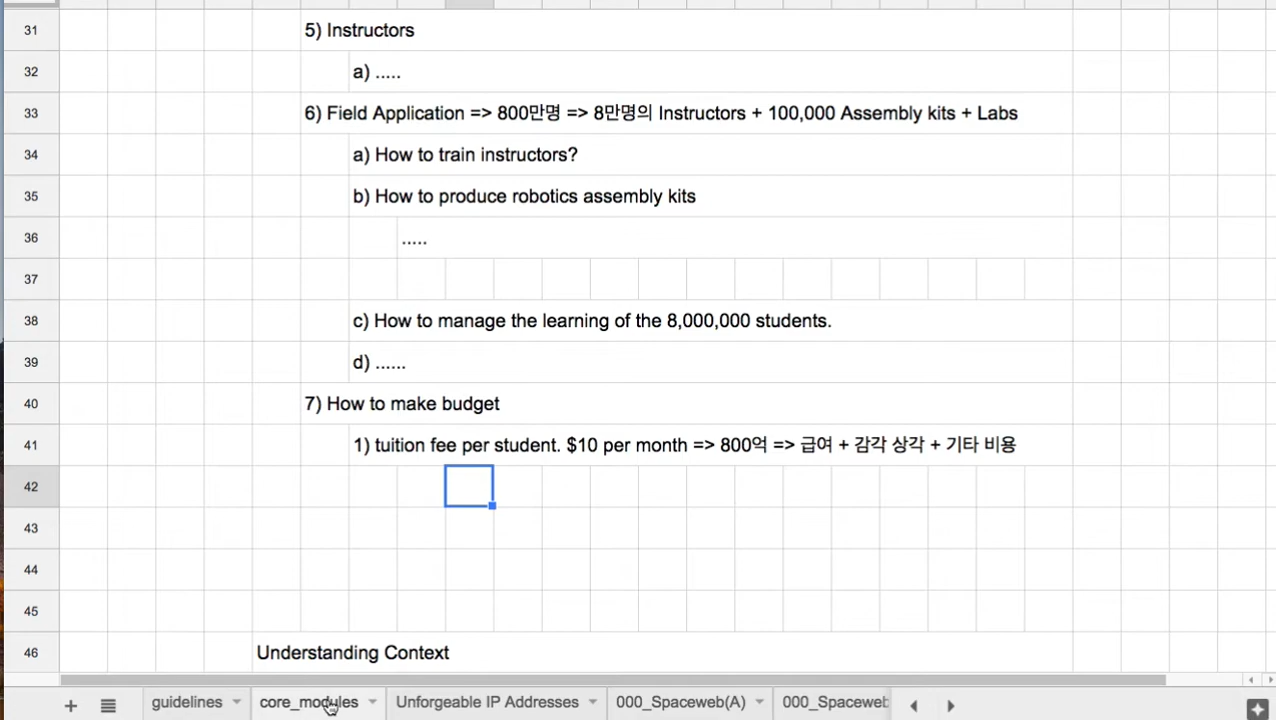 31 5) Instructors
32 a) .....
33 6) Field Application => 800만명 => 8만명의 Instructors + 100,000 Assembly kits + Labs
34 a) How to train instructors?
35 b) How to produce robotics assembly kits
36 .....
37
38 c) How to manage the learning of the 8,000,000 students.
39 d) ......
40 7) How to make budget
41 1) tuition fee per student. $10 per month => 800억 => 급여 + 감각 상각 + 기타 비용
42
43
44
45
46 Understanding Context
guidelines core_modules Unforgeable IP Addresses 000_Spaceweb(A) 000_Spaceweb